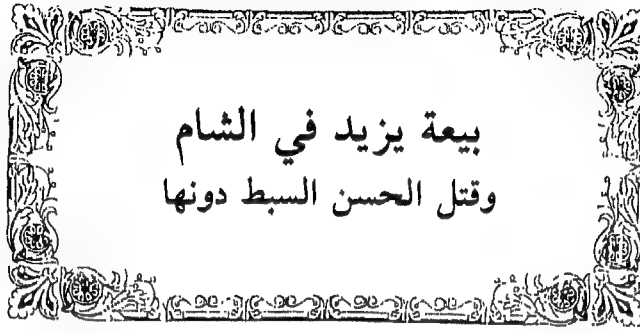 بيعة يزيد في الشام
وقتل الحسن السبط دونها